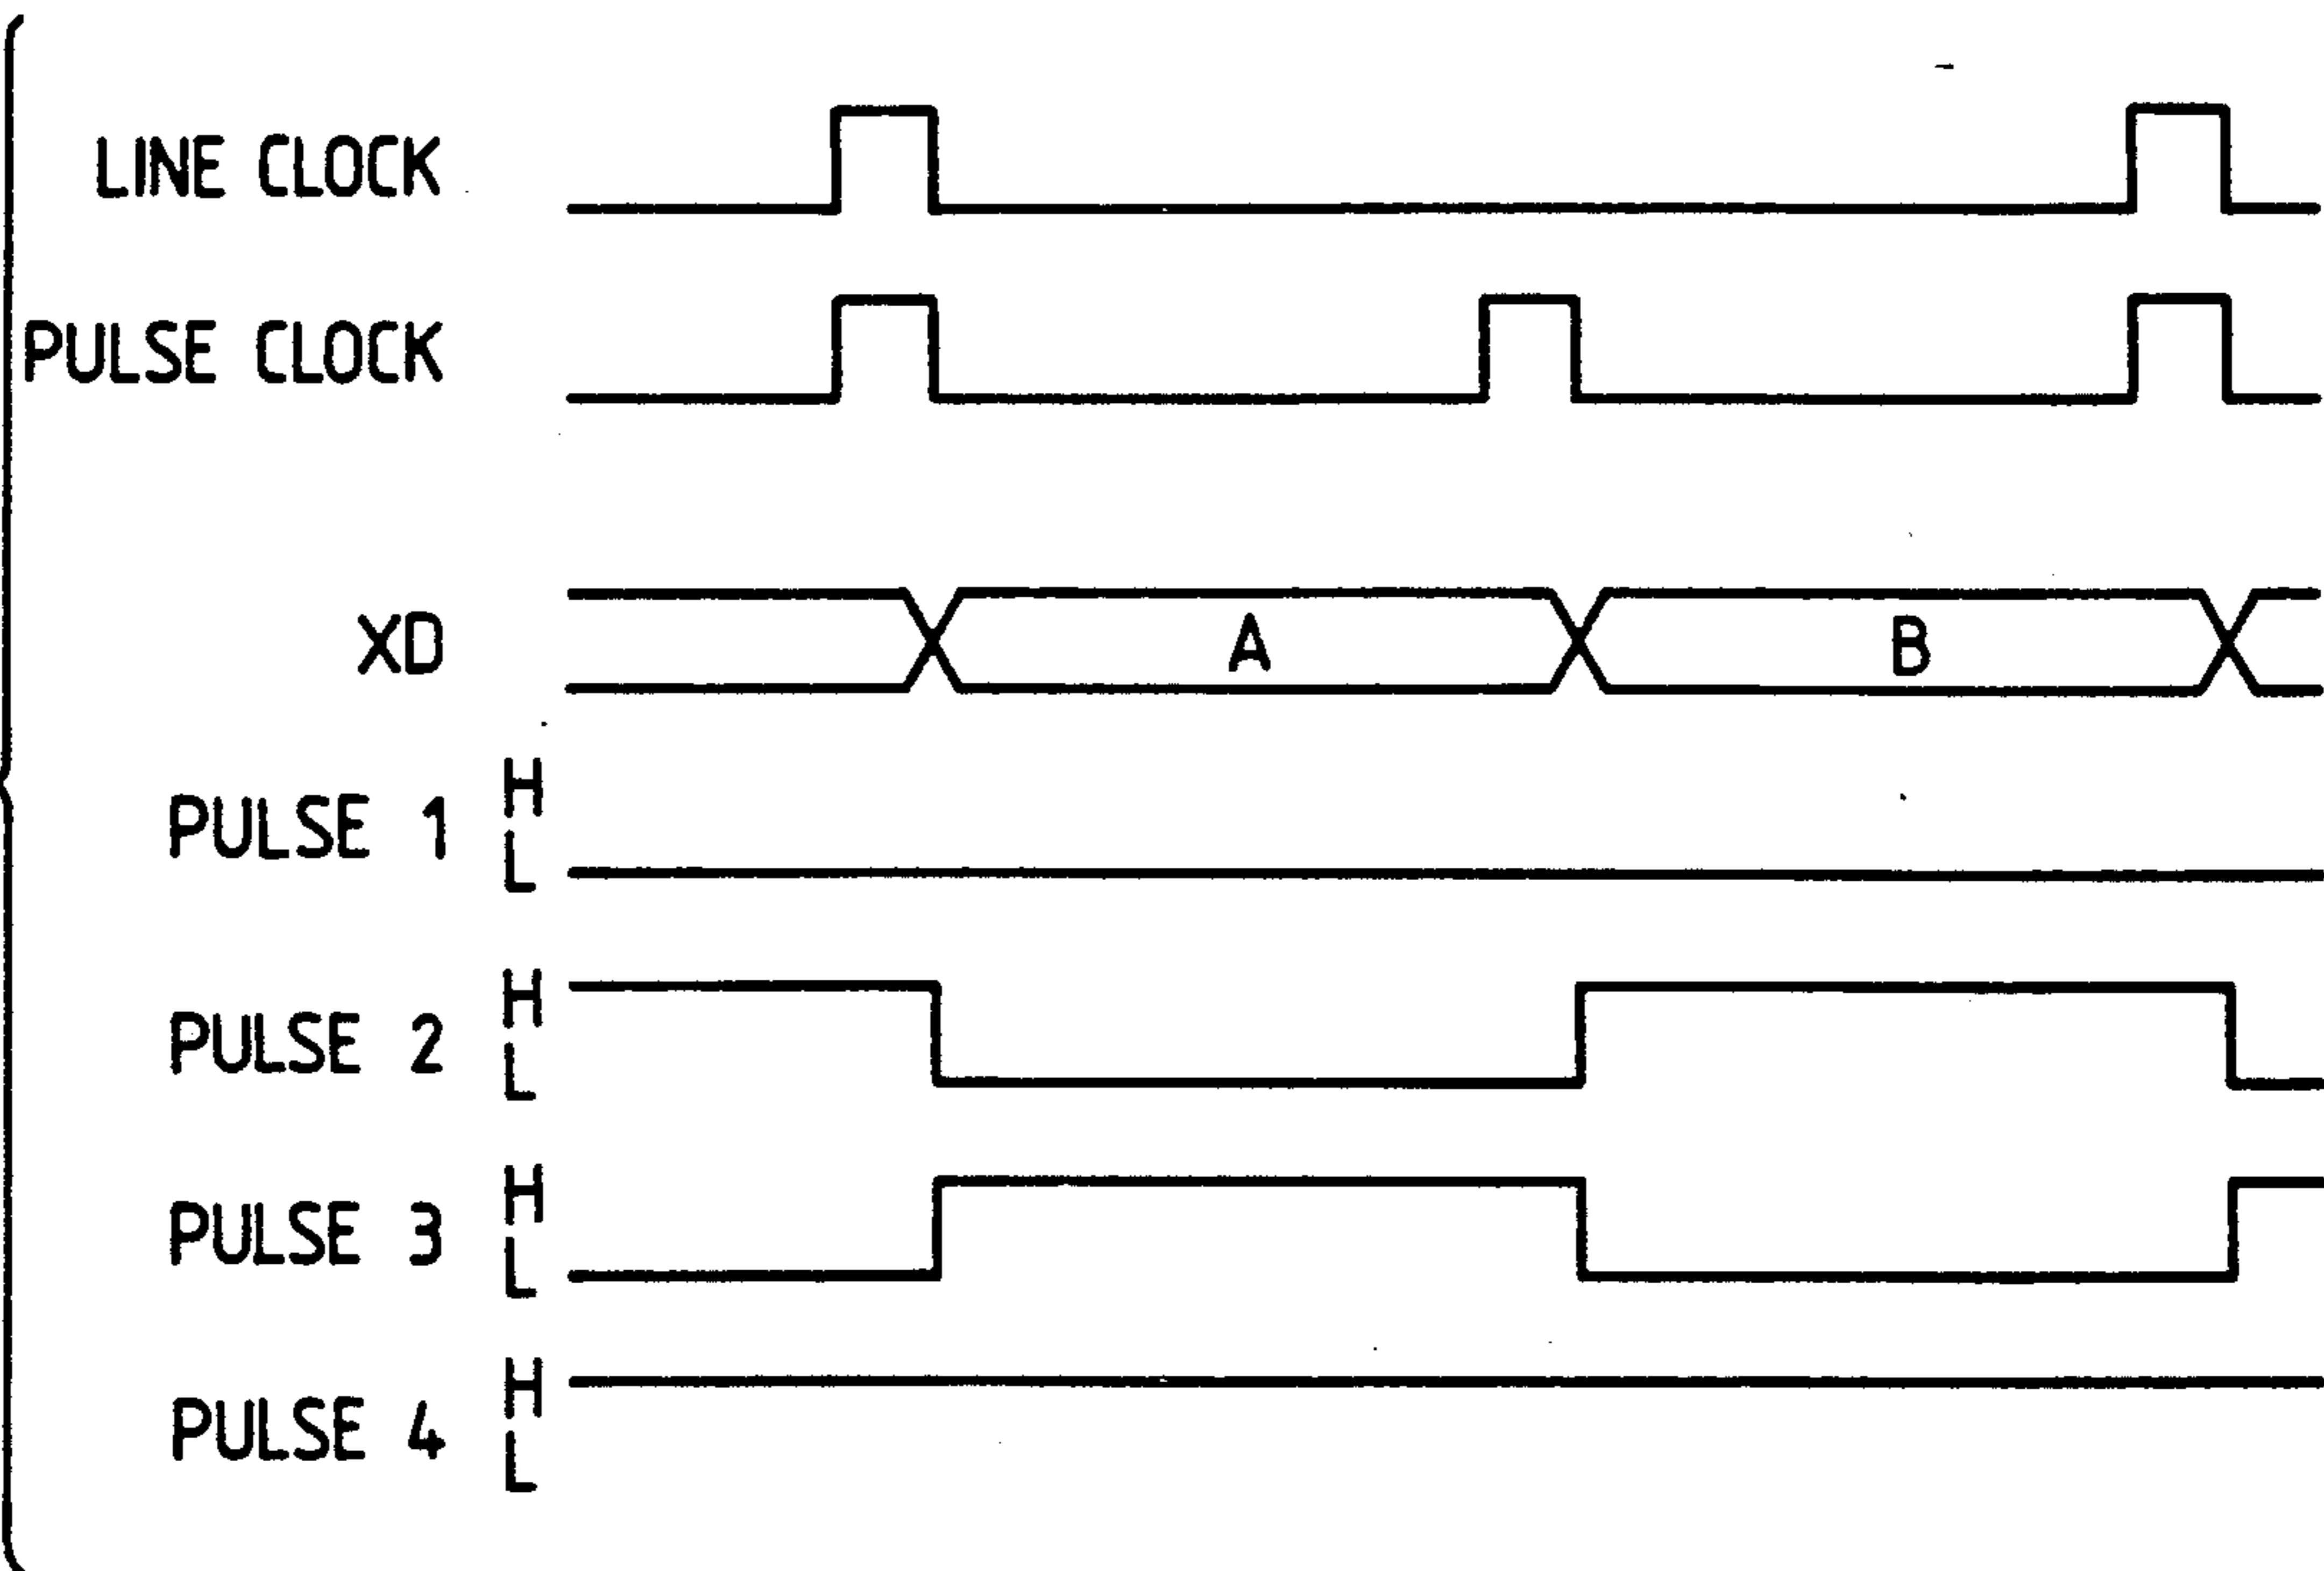 LINE CLOCK
PULSE CLOCK
XD A B
PULSE 1 H L
PULSE 2 H L
PULSE 3 H L
PULSE 4 H L